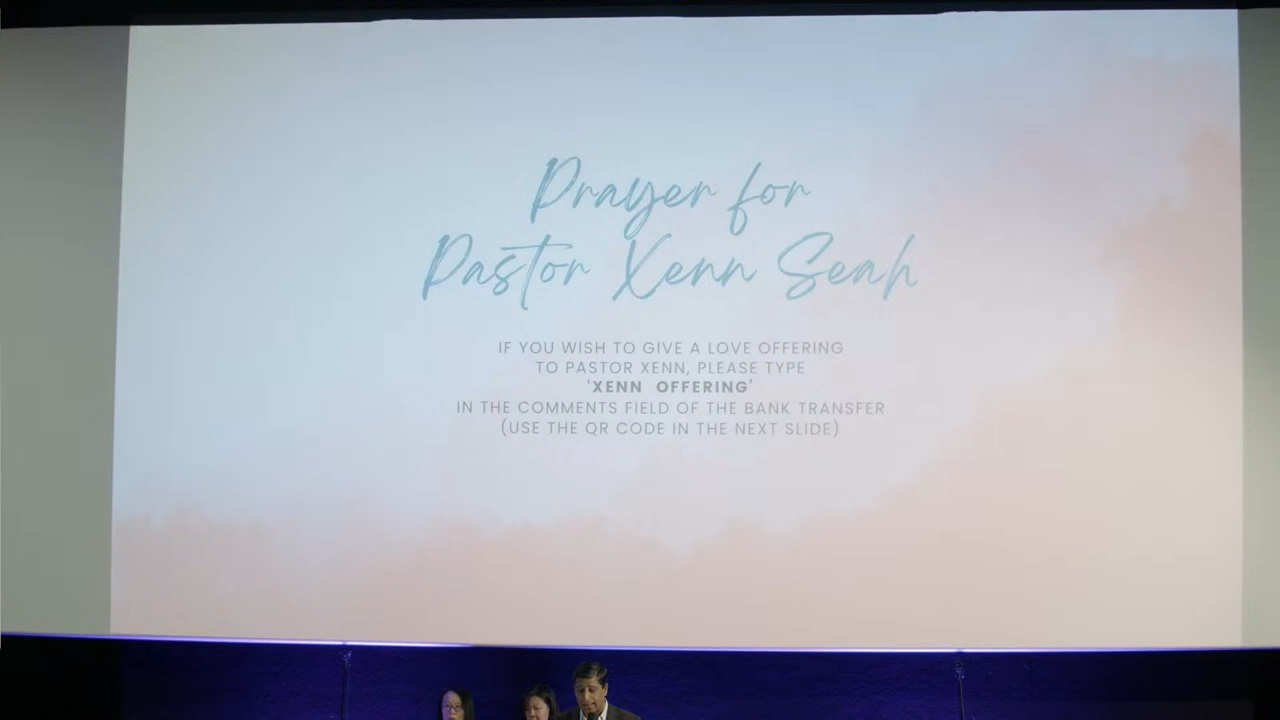 Prayer for
Pastor Xenn Seah
IF YOU WISH TO GIVE A LOVE OFFERING
TO PASTOR XENN, PLEASE TYPE
'XENN OFFERING'
IN THE COMMENTS FIELD OF THE BANK TRANSFER
(USE THE QR CODE IN THE NEXT SLIDE)